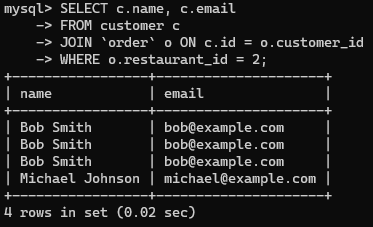 mysql> SELECT c.name, c.email
    -> FROM customer c
    -> JOIN `order` o ON c.id = o.customer_id
    -> WHERE o.restaurant_id = 2;
+-----------------+---------------------+
| name            | email               |
+-----------------+---------------------+
| Bob Smith       | bob@example.com     |
| Bob Smith       | bob@example.com     |
| Bob Smith       | bob@example.com     |
| Michael Johnson | michael@example.com |
+-----------------+---------------------+
4 rows in set (0.02 sec)